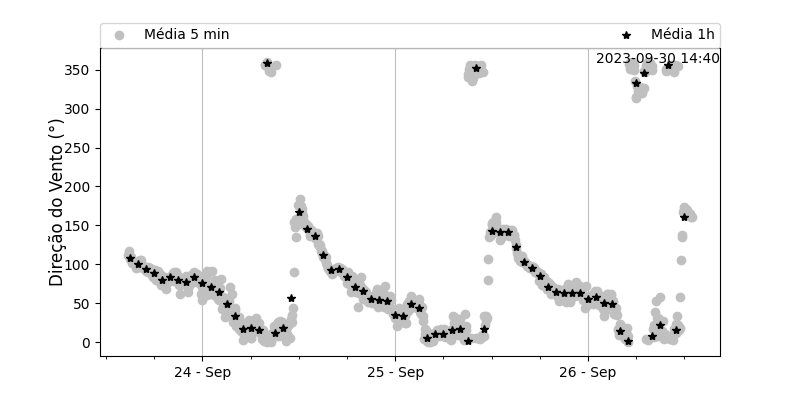 Média 5 min
Média 1h
2023-09-30 14:40
Direção do Vento (°)
350
300
250
200
150
100
50
0
24 - Sep
25 - Sep
26 - Sep